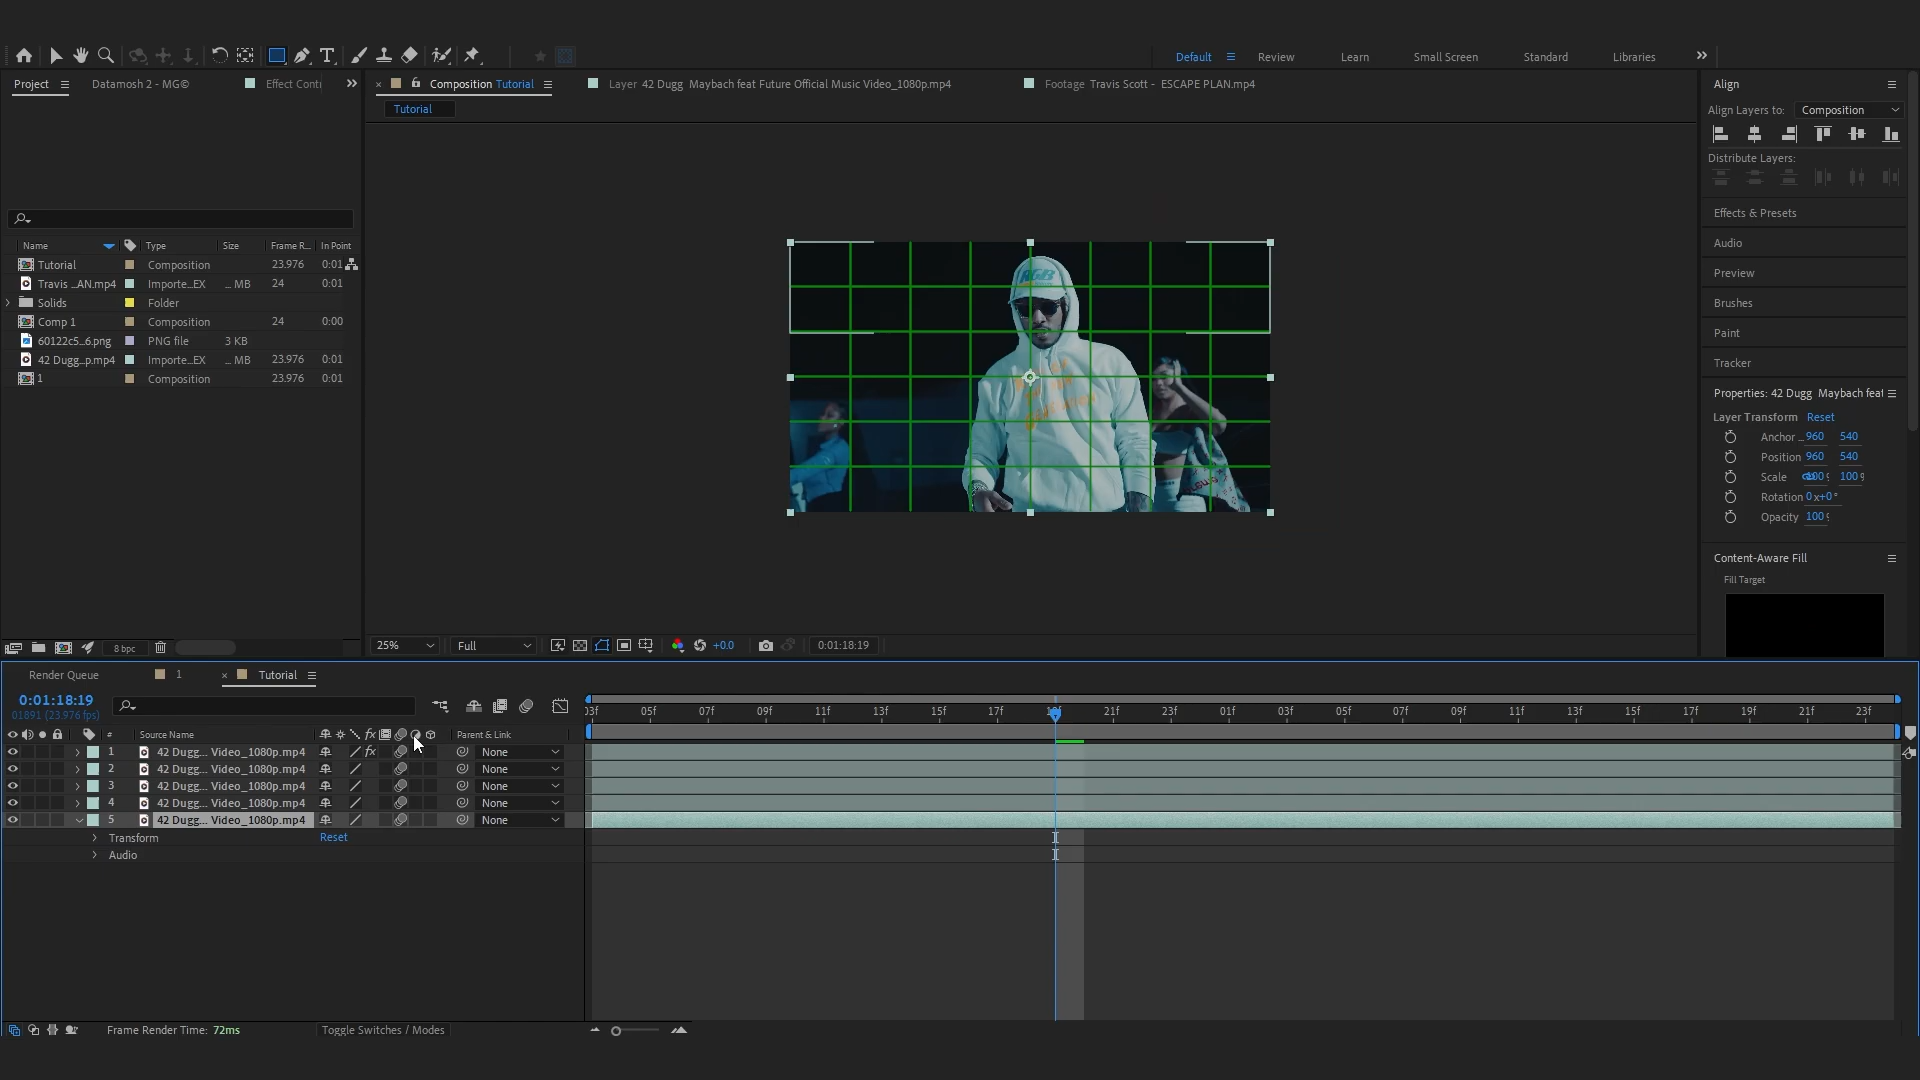 Default
Review
Learn
Small Screen
Standard
Libraries
Project
Datamosh 2 - MG©
Effect Conti
Composition Tutorial
Layer 42 Dugg Maybach feat Future Official Music Video_1080p.mp4
Footage Travis Scott - ESCAPE PLAN.mp4
Tutorial
Align
Align Layers to: Composition
Distribute Layers:
Effects & Presets
Audio
Preview
Brushes
Paint
Tracker
Properties: 42 Dugg Maybach feat
Layer Transform Reset
Anchor ... 960 540
Position 960 540
Scale 100 100
Rotation 0x+0°
Opacity 100
Content-Aware Fill
Fill Target
Name Type Size Frame R... In Point
Tutorial Composition 23.976 0:01
Travis ...AN.mp4 Importe...EX ... MB 24 0:01
Solids Folder
Comp 1 Composition 24 0:00
60122c5...6.png PNG file 3 KB
42 Dugg...p.mp4 Importe...EX ... MB 23.976 0:01
1 Composition 23.976 0:01
RGB
8 bpc
25% Full +0.0 0:01:18:19
Render Queue 1 Tutorial
0:01:18:19
01891 (23.976 fps)
03f 05f 07f 09f 11f 13f 15f 17f 21f 23f 01f 03f 05f 07f 09f 11f 13f 15f 17f 19f 21f 23f
# Source Name fx Parent & Link
1 42 Dugg... Video_1080p.mp4 fx None
2 42 Dugg... Video_1080p.mp4 None
3 42 Dugg... Video_1080p.mp4 None
4 42 Dugg... Video_1080p.mp4 None
5 42 Dugg... Video_1080p.mp4 None
Transform Reset
Audio
Frame Render Time: 72ms Toggle Switches / Modes